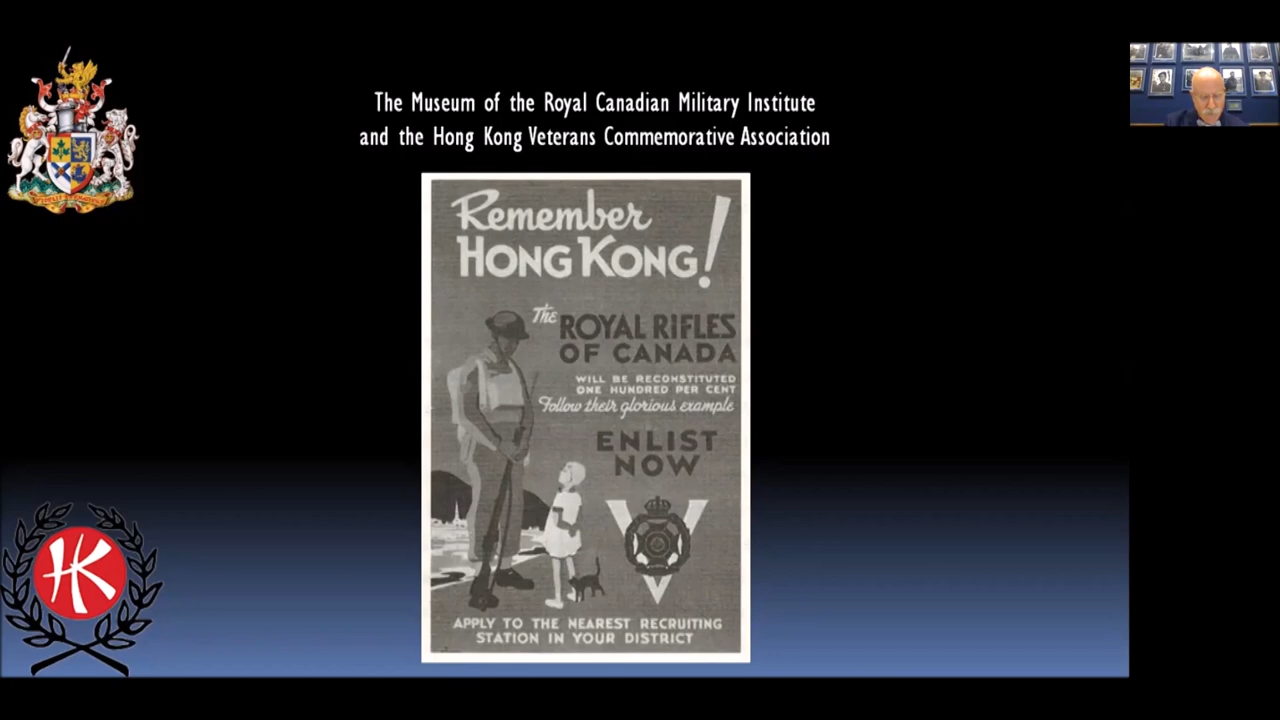 The Museum of the Royal Canadian Military Institute
and the Hong Kong Veterans Commemorative Association
Remember
HONG KONG!
The ROYAL RIFLES
OF CANADA
WILL BE RECONSTITUTED
ONE HUNDRED PER CENT
Follow their glorious example
ENLIST
NOW
APPLY TO THE NEAREST RECRUITING
STATION IN YOUR DISTRICT
HK